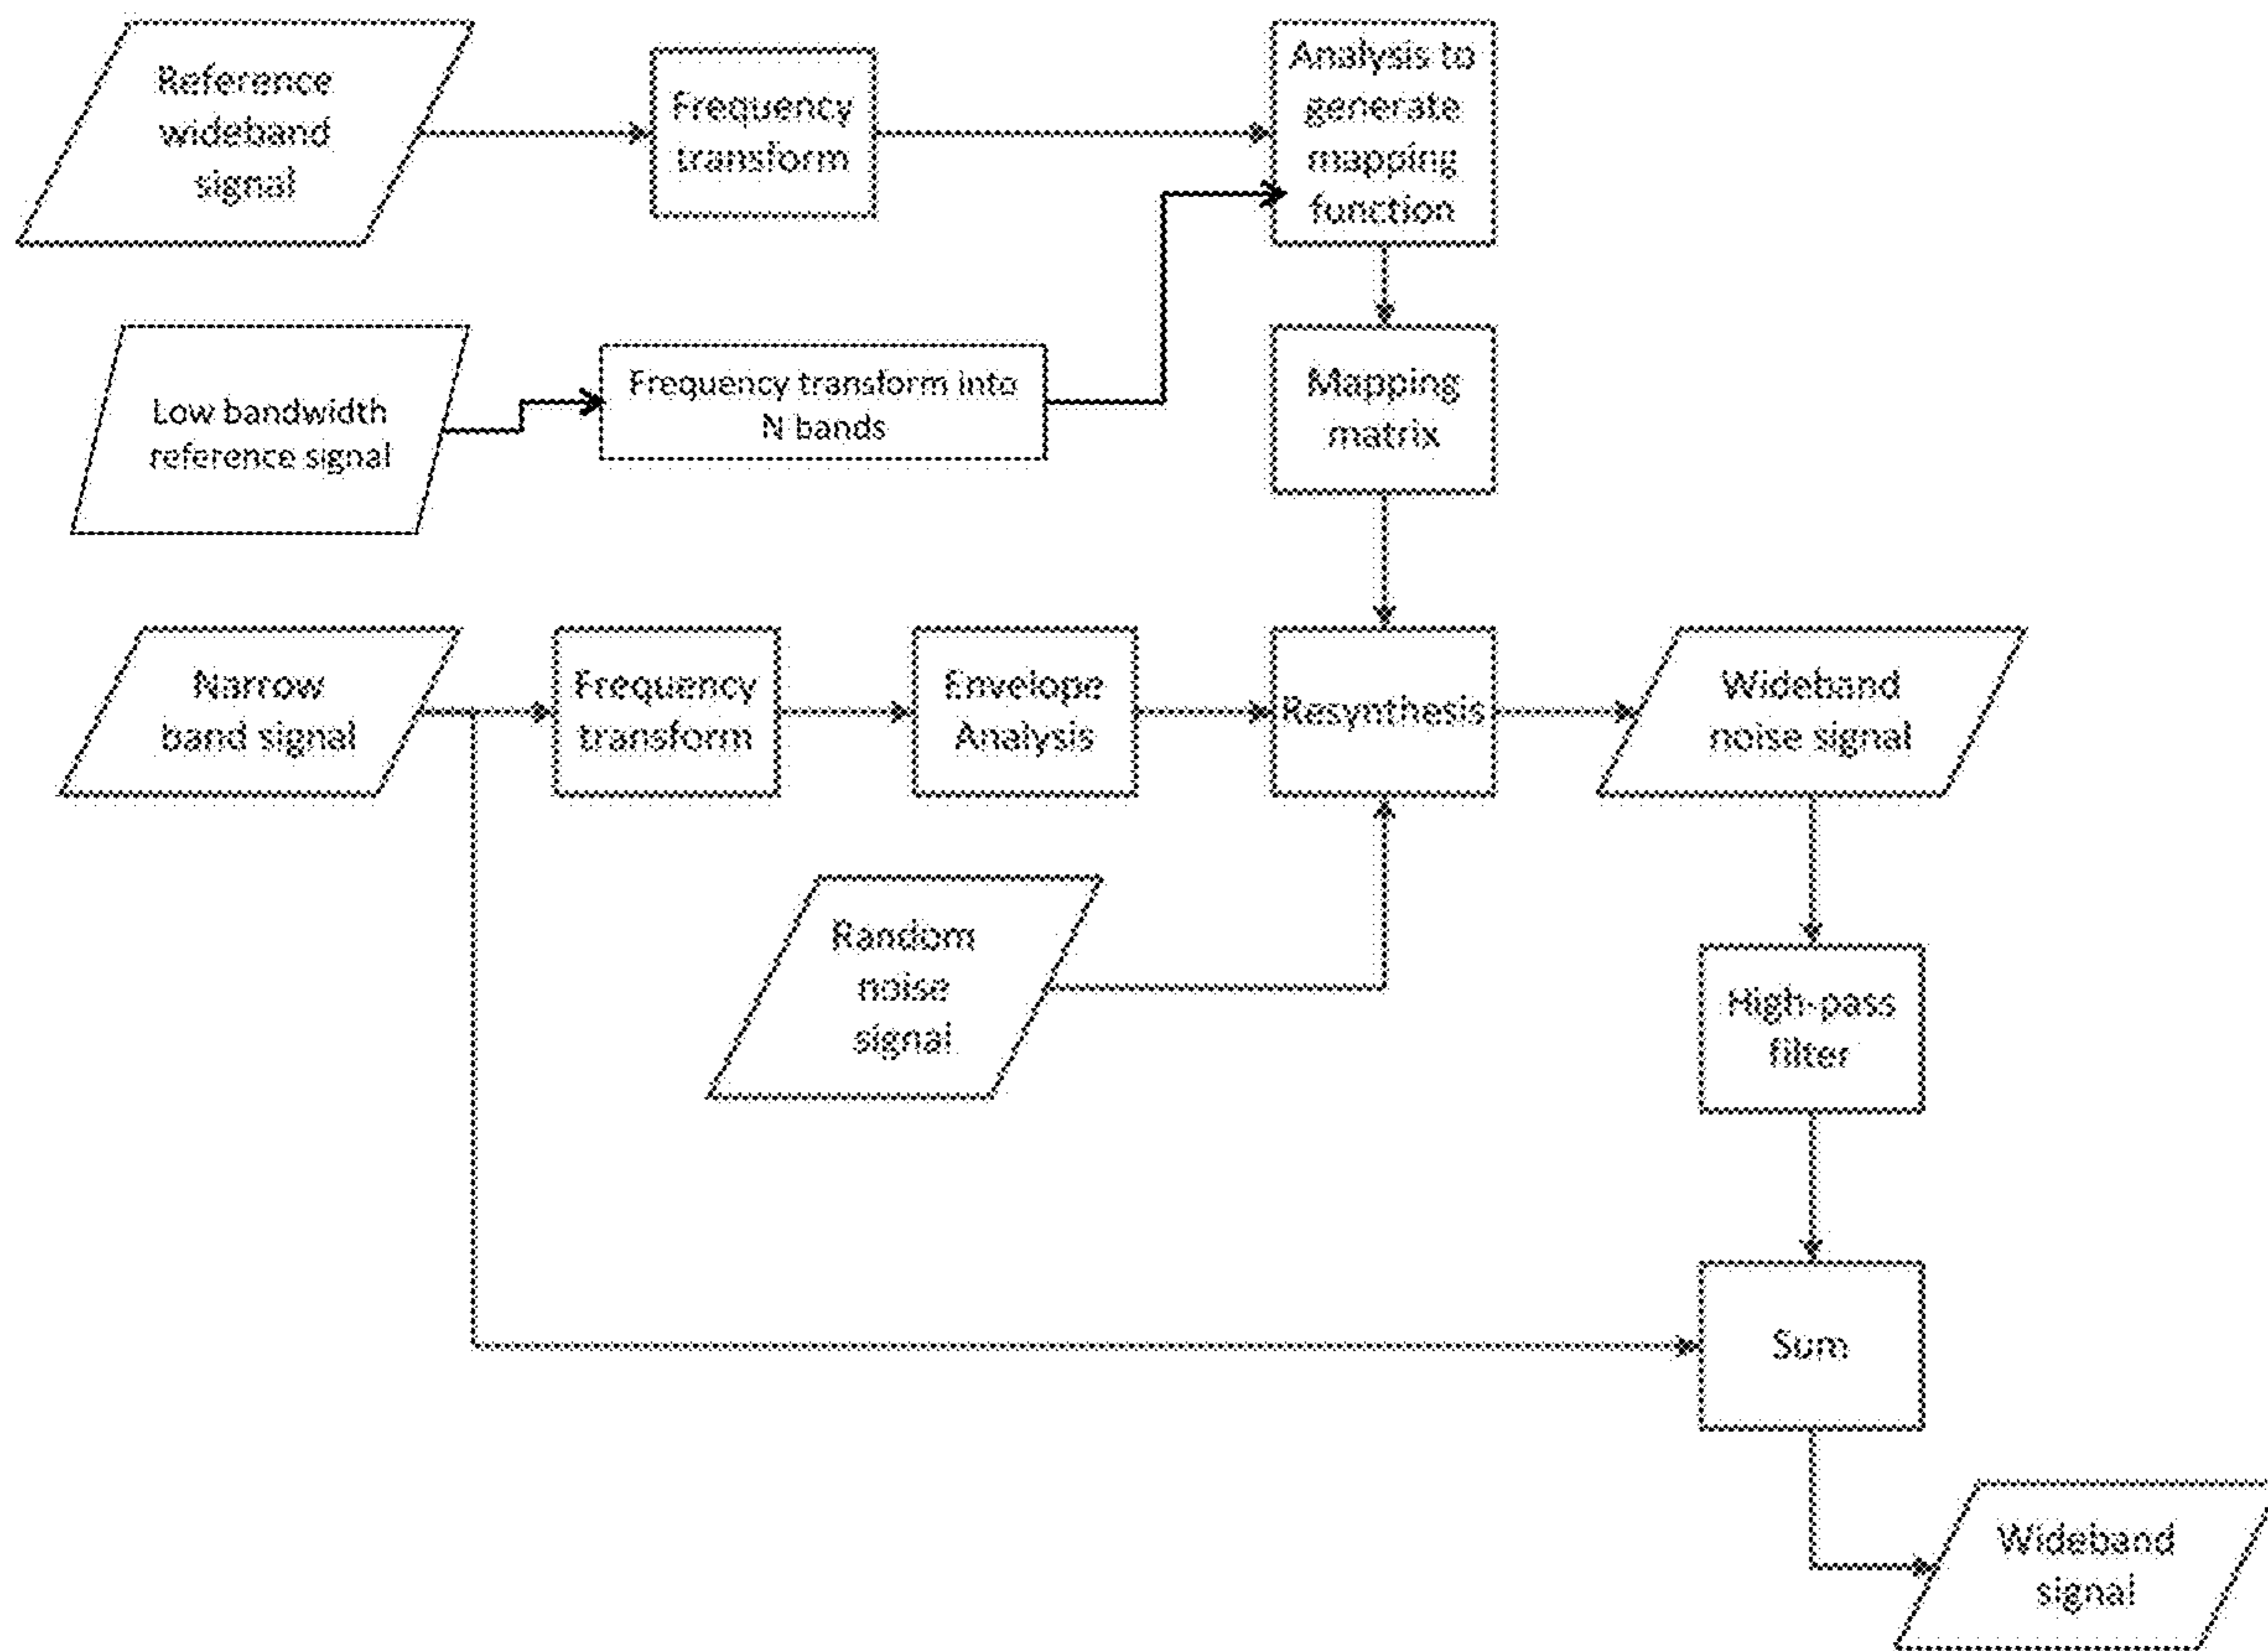 Reference
wideband
signal
Frequency
transform
Analysis to
generate
mapping
function
Low bandwidth
reference signal
Frequency transform into
N bands
Mapping
matrix
Narrow
band signal
Frequency
transform
Envelope
Analysis
Resynthesis
Wideband
noise signal
Random
noise
signal
High-pass
filter
Sum
Wideband
signal